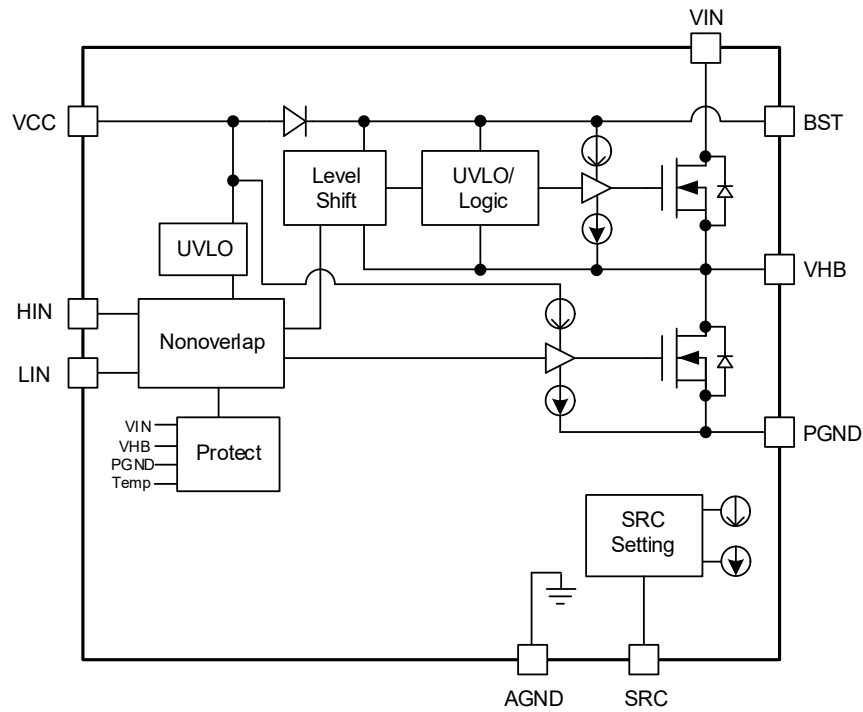 VIN
VCC
BST
Level
Shift
UVLO/
Logic
UVLO
VHB
HIN
Nonoverlap
LIN
PGND
VIN
VHB
PGND
Temp
Protect
SRC
Setting
AGND
SRC